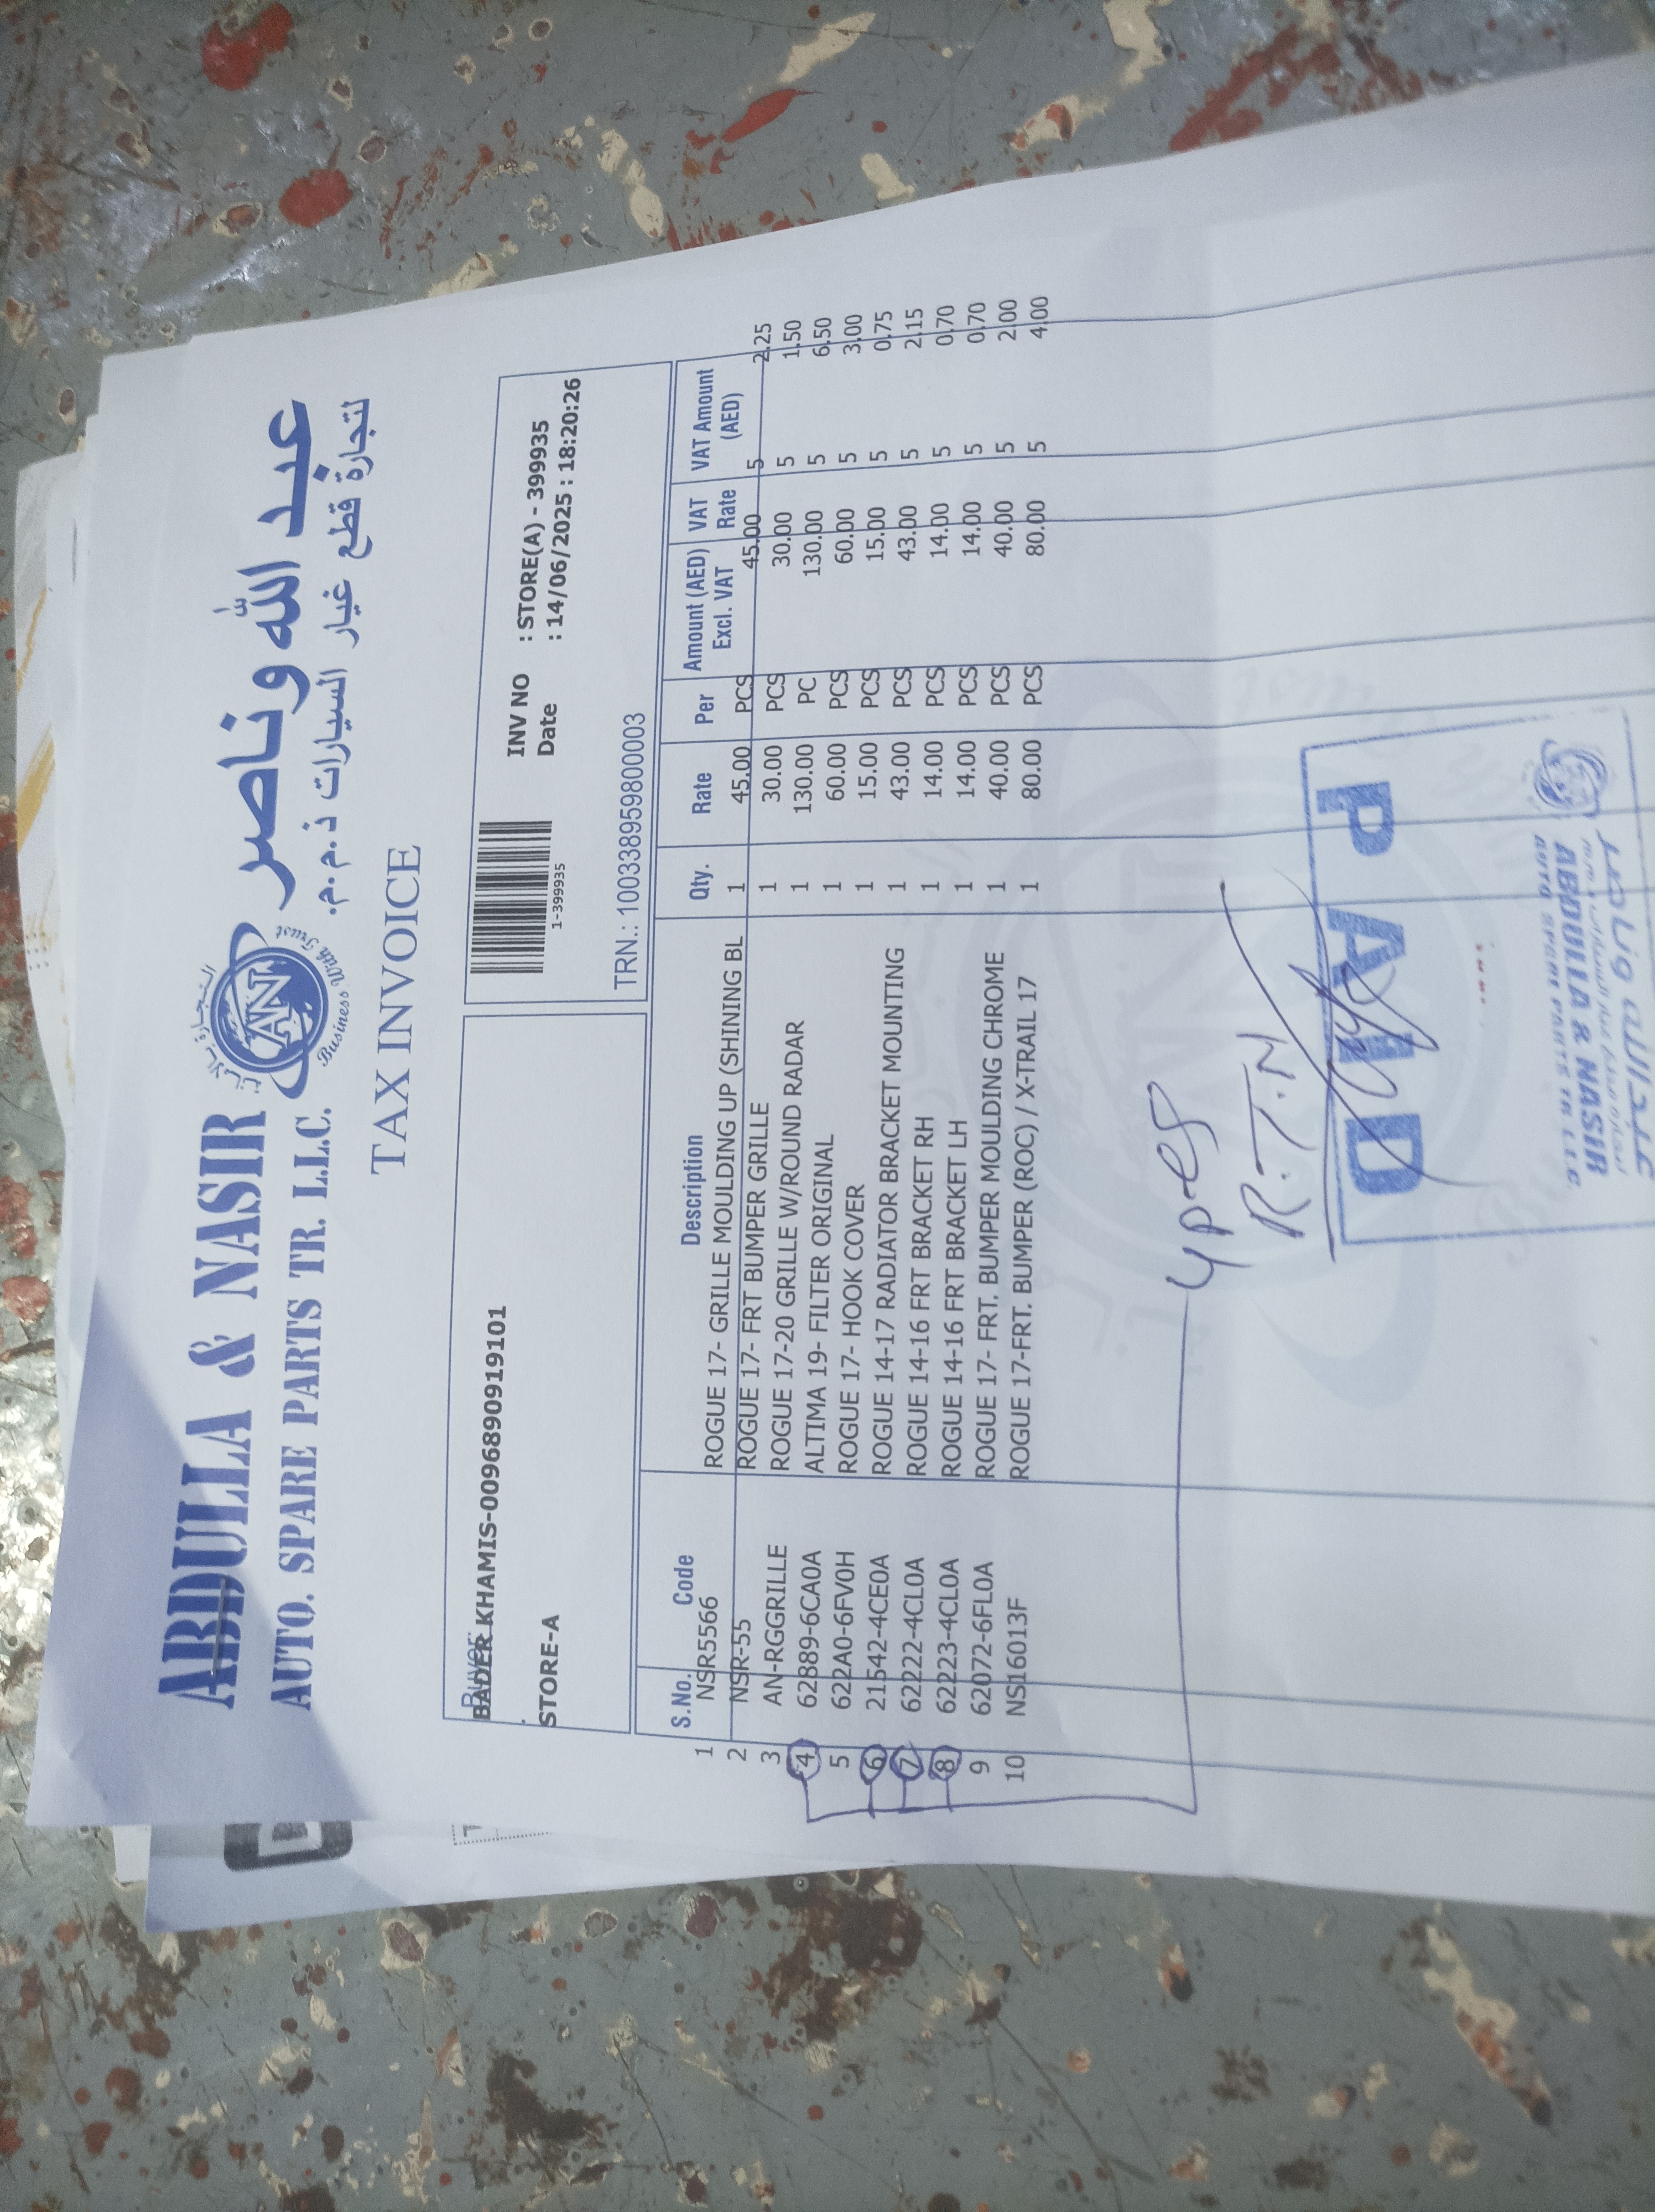 ABDULLA & NASIR
AUTO. SPARE PARTS TR. L.L.C.
AN
Business With Trust
عبد الله وناصر
لتجارة قطع غيار السيارات ذ.م.م.
TAX INVOICE
Buyer:
BADER KHAMIS-0096890919101
STORE-A
1-399935
INV NO : STORE(A) - 399935
Date : 14/06/2025 : 18:20:26
TRN.: 100338959800003
S.No. Code Description Qty. Rate Per Amount (AED) Excl. VAT VAT Rate VAT Amount (AED)
1 NSR5566 ROGUE 17- GRILLE MOULDING UP (SHINING BL 1 45.00 PCS 45.00 5 2.25
2 NSR-55 ROGUE 17- FRT BUMPER GRILLE 1 30.00 PCS 30.00 5 1.50
3 AN-RGGRILLE ROGUE 17-20 GRILLE W/ROUND RADAR 1 130.00 PC 130.00 5 6.50
4 62889-6CA0A ALTIMA 19- FILTER ORIGINAL 1 60.00 PCS 60.00 5 3.00
5 622A0-6FV0H ROGUE 17- HOOK COVER 1 15.00 PCS 15.00 5 0.75
6 21542-4CE0A ROGUE 14-17 RADIATOR BRACKET MOUNTING 1 43.00 PCS 43.00 5 2.15
7 62222-4CL0A ROGUE 14-16 FRT BRACKET RH 1 14.00 PCS 14.00 5 0.70
8 62223-4CL0A ROGUE 14-16 FRT BRACKET LH 1 14.00 PCS 14.00 5 0.70
9 62072-6FL0A ROGUE 17- FRT. BUMPER MOULDING CHROME 1 40.00 PCS 40.00 5 2.00
10 NS16013F ROGUE 17-FRT. BUMPER (ROC) / X-TRAIL 17 1 80.00 PCS 80.00 5 4.00
4 pcs
R.T.N
PAID
ABDULLA & NASIR
AUTO SPARE PARTS TR L.L.C.